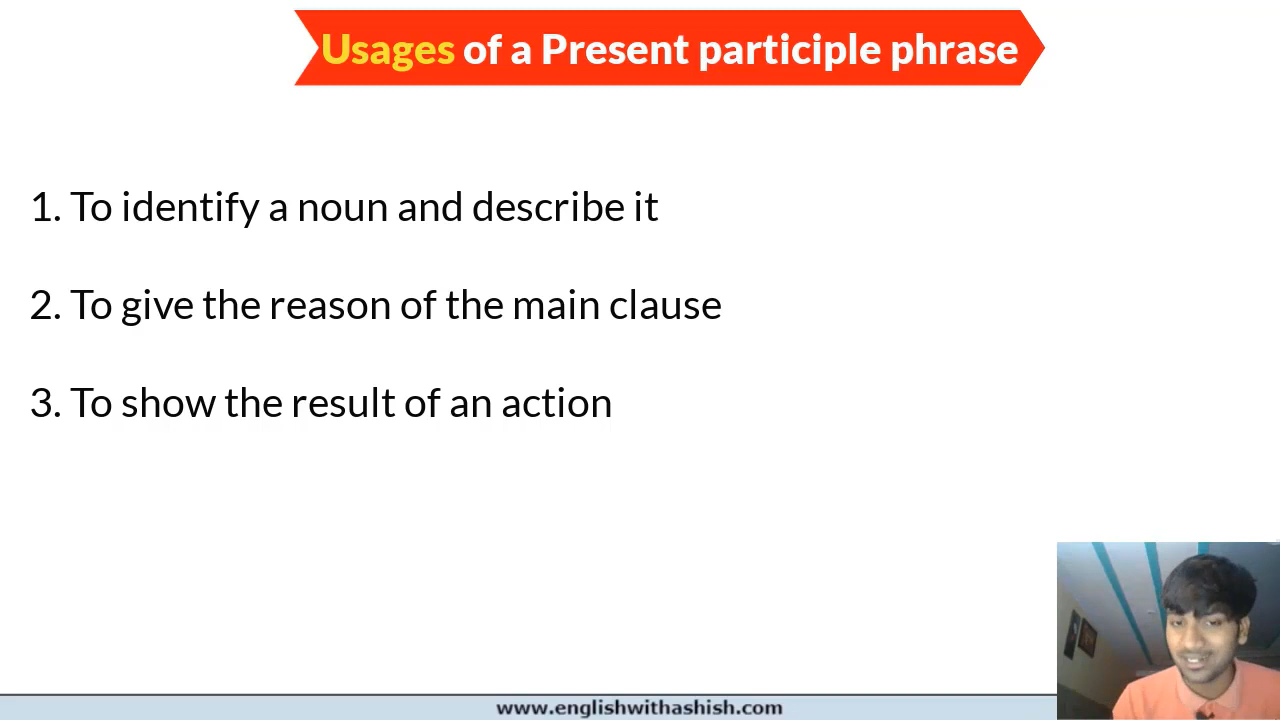 Usages of a Present participle phrase
1. To identify a noun and describe it
2. To give the reason of the main clause
3. To show the result of an action
www.englishwithashish.com